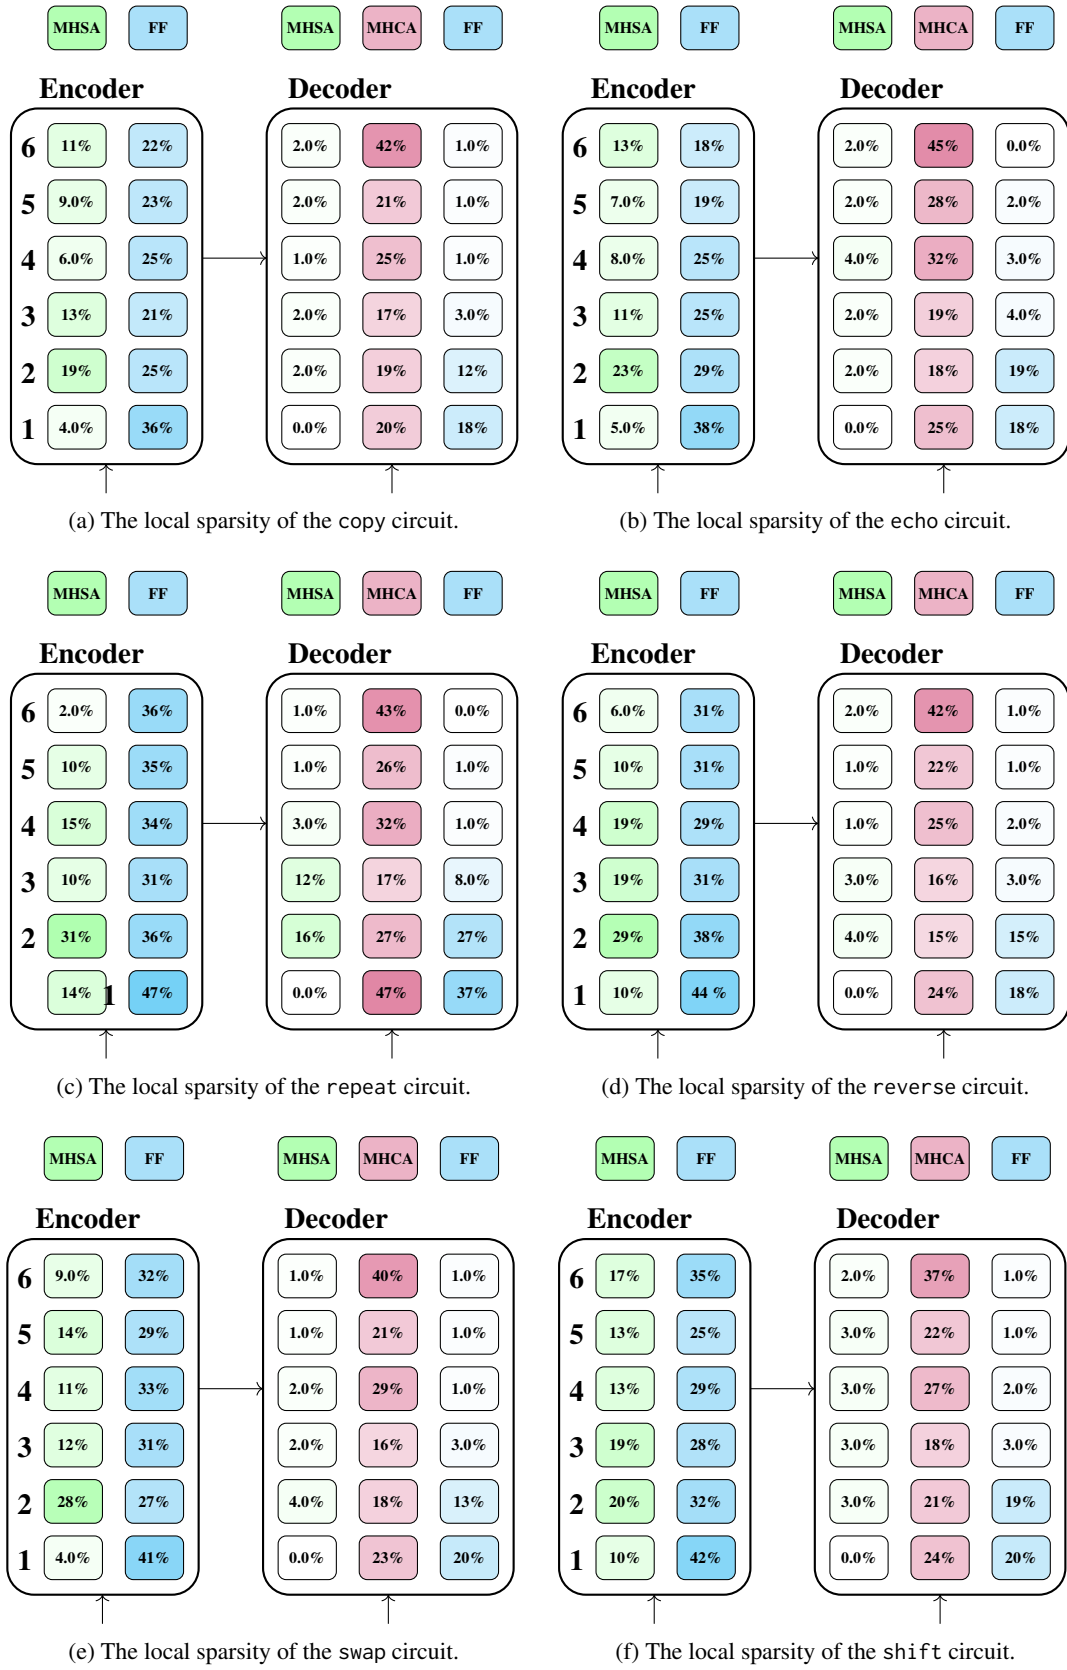 MHSA FF MHSA MHCA FF MHSA FF MHSA MHCA FF
Encoder Decoder Encoder Decoder
6 11% 22% 2.0% 42% 1.0% 6 13% 18% 2.0% 45% 0.0%
5 9.0% 23% 2.0% 21% 1.0% 5 7.0% 19% 2.0% 28% 2.0%
4 6.0% 25% 1.0% 25% 1.0% 4 8.0% 25% 4.0% 32% 3.0%
3 13% 21% 2.0% 17% 3.0% 3 11% 25% 2.0% 19% 4.0%
2 19% 25% 2.0% 19% 12% 2 23% 29% 2.0% 18% 19%
1 4.0% 36% 0.0% 20% 18% 1 5.0% 38% 0.0% 25% 18%
(a) The local sparsity of the copy circuit. (b) The local sparsity of the echo circuit.
MHSA FF MHSA MHCA FF MHSA FF MHSA MHCA FF
Encoder Decoder Encoder Decoder
6 2.0% 36% 1.0% 43% 0.0% 6 6.0% 31% 2.0% 42% 1.0%
5 10% 35% 1.0% 26% 1.0% 5 10% 31% 1.0% 22% 1.0%
4 15% 34% 3.0% 32% 1.0% 4 19% 29% 1.0% 25% 2.0%
3 10% 31% 12% 17% 8.0% 3 19% 31% 3.0% 16% 3.0%
2 31% 36% 16% 27% 27% 2 29% 38% 4.0% 15% 15%
14% 1 47% 0.0% 47% 37% 1 10% 44 % 0.0% 24% 18%
(c) The local sparsity of the repeat circuit. (d) The local sparsity of the reverse circuit.
MHSA FF MHSA MHCA FF MHSA FF MHSA MHCA FF
Encoder Decoder Encoder Decoder
6 9.0% 32% 1.0% 40% 1.0% 6 17% 35% 2.0% 37% 1.0%
5 14% 29% 1.0% 21% 1.0% 5 13% 25% 3.0% 22% 1.0%
4 11% 33% 2.0% 29% 1.0% 4 13% 29% 3.0% 27% 2.0%
3 12% 31% 2.0% 16% 3.0% 3 19% 28% 3.0% 18% 3.0%
2 28% 27% 4.0% 18% 13% 2 20% 32% 3.0% 21% 19%
1 4.0% 41% 0.0% 23% 20% 1 10% 42% 0.0% 24% 20%
(e) The local sparsity of the swap circuit. (f) The local sparsity of the shift circuit.